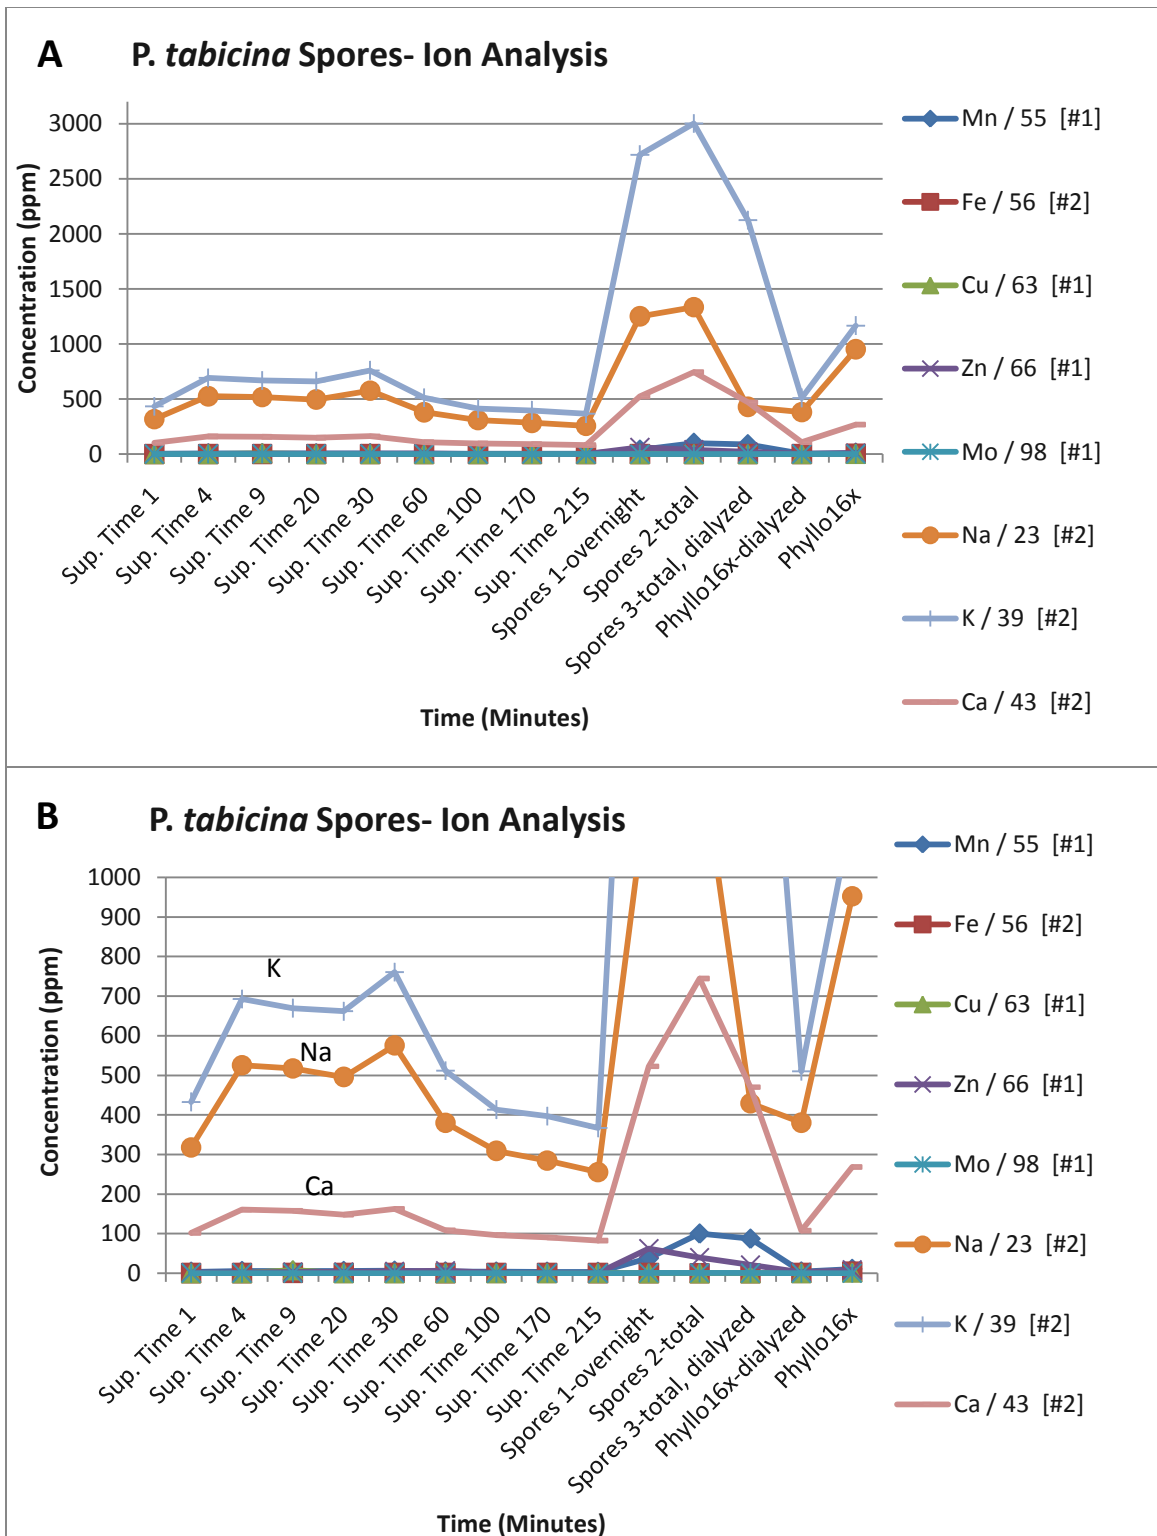 A P. tabicina Spores- Ion Analysis
Concentration (ppm)
3000
2500
2000
1500
1000
500
0
Sup. Time 1
Sup. Time 4
Sup. Time 9
Sup. Time 20
Sup. Time 30
Sup. Time 60
Sup. Time 100
Sup. Time 170
Sup. Time 215
Spores 1-overnight
Spores 2-total
Spores 3-total, dialyzed
Phyllo16x-dialyzed
Phyllo16x
Time (Minutes)
Mn / 55 [#1]
Fe / 56 [#2]
Cu / 63 [#1]
Zn / 66 [#1]
Mo / 98 [#1]
Na / 23 [#2]
K / 39 [#2]
Ca / 43 [#2]
B P. tabicina Spores- Ion Analysis
Concentration (ppm)
1000
900
800
700
600
500
400
300
200
100
0
K
Na
Ca
Sup. Time 1
Sup. Time 4
Sup. Time 9
Sup. Time 20
Sup. Time 30
Sup. Time 60
Sup. Time 100
Sup. Time 170
Sup. Time 215
Spores 1-overnight
Spores 2-total
Spores 3-total, dialyzed
Phyllo16x-dialyzed
Phyllo16x
Time (Minutes)
Mn / 55 [#1]
Fe / 56 [#2]
Cu / 63 [#1]
Zn / 66 [#1]
Mo / 98 [#1]
Na / 23 [#2]
K / 39 [#2]
Ca / 43 [#2]